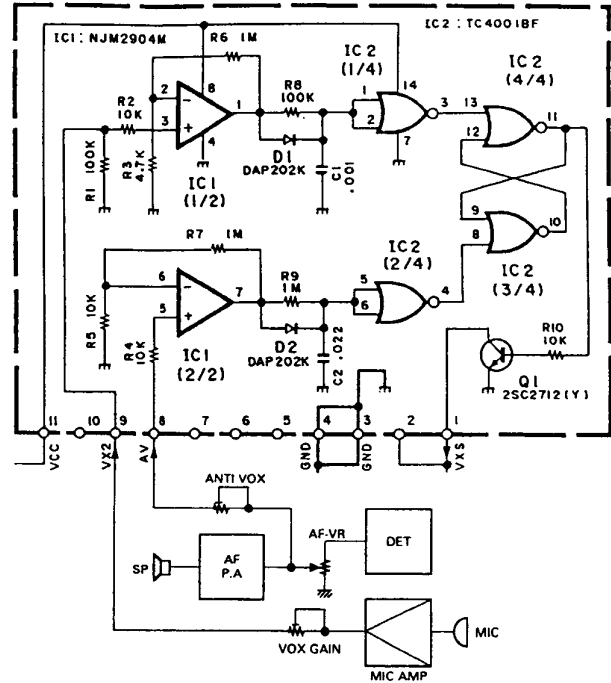 IC1: NJM2904M
IC2: TC4001BF
R6 1M
IC2
(1/4)
IC2
(4/4)
R2
10K
R8
100K
2
3
8
1
4
1
2
14
3
7
13
12
11
R1 100K
R3 4.7K
D1
DAP202K
C1 .001
IC1
(1/2)
9
8
10
R7 1M
IC2
(2/4)
IC2
(3/4)
R9
1M
6
5
7
5
6
4
R5 10K
R4 10K
IC1
(2/2)
D2
DAP202K
C2 .022
R10
10K
Q1
2SC2712(Y)
11
10
9
8
7
6
5
4
3
2
1
VCC
VX2
AV
GND
GND
VXS
ANTI VOX
AF-VR
DET
SP
AF
P.A
VOX GAIN
MIC AMP
MIC